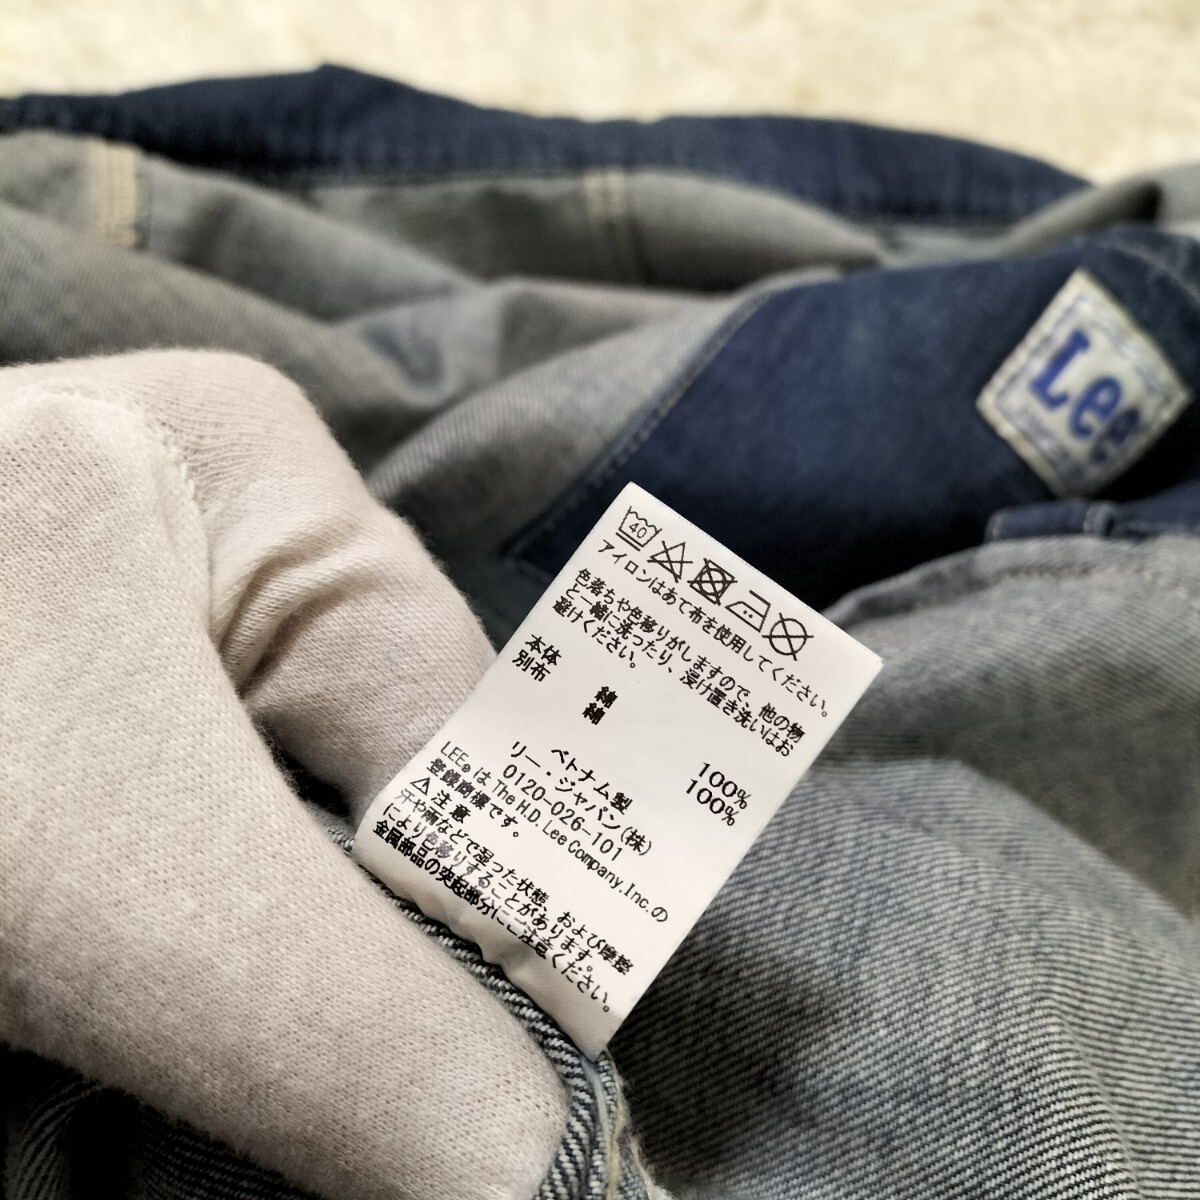 Lee
40
アイロンはあて布を使用してください。
色落ちや色移りがしますので、他の物
と一緒に洗ったり、浸け置き洗いはお
避けください。
本体 綿 100%
別布 綿 100%
ベトナム製
リー・ジャパン(株)
0120-026-101
LEE®は The H.D. Lee Company,Inc.の
登録商標です。
⚠ 注意
汗や雨などで湿った状態、および摩擦
により色移りすることがあります。
金属部品の突起部分にご注意ください。